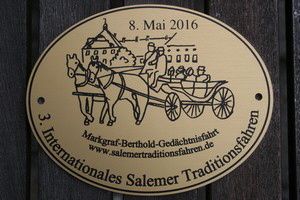 8. Mai 2016
Markgraf-Berthold-Gedächtnisfahrt
www.salemertraditionsfahren.de
3. Internationales Salemer Traditionsfahren